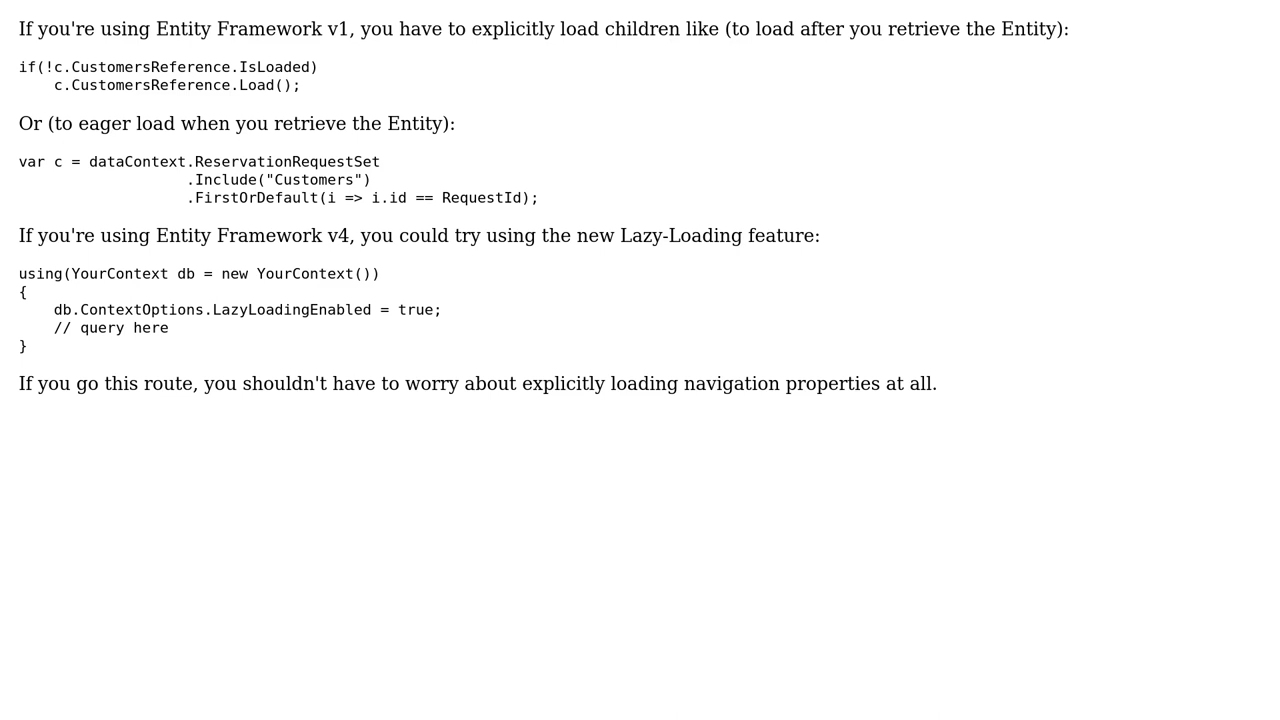 If you're using Entity Framework v1, you have to explicitly load children like (to load after you retrieve the Entity):
if(!c.CustomersReference.IsLoaded)
    c.CustomersReference.Load();
Or (to eager load when you retrieve the Entity):
var c = dataContext.ReservationRequestSet
                   .Include("Customers")
                   .FirstOrDefault(i => i.id == RequestId);
If you're using Entity Framework v4, you could try using the new Lazy-Loading feature:
using(YourContext db = new YourContext())
{
    db.ContextOptions.LazyLoadingEnabled = true;
    // query here
}
If you go this route, you shouldn't have to worry about explicitly loading navigation properties at all.